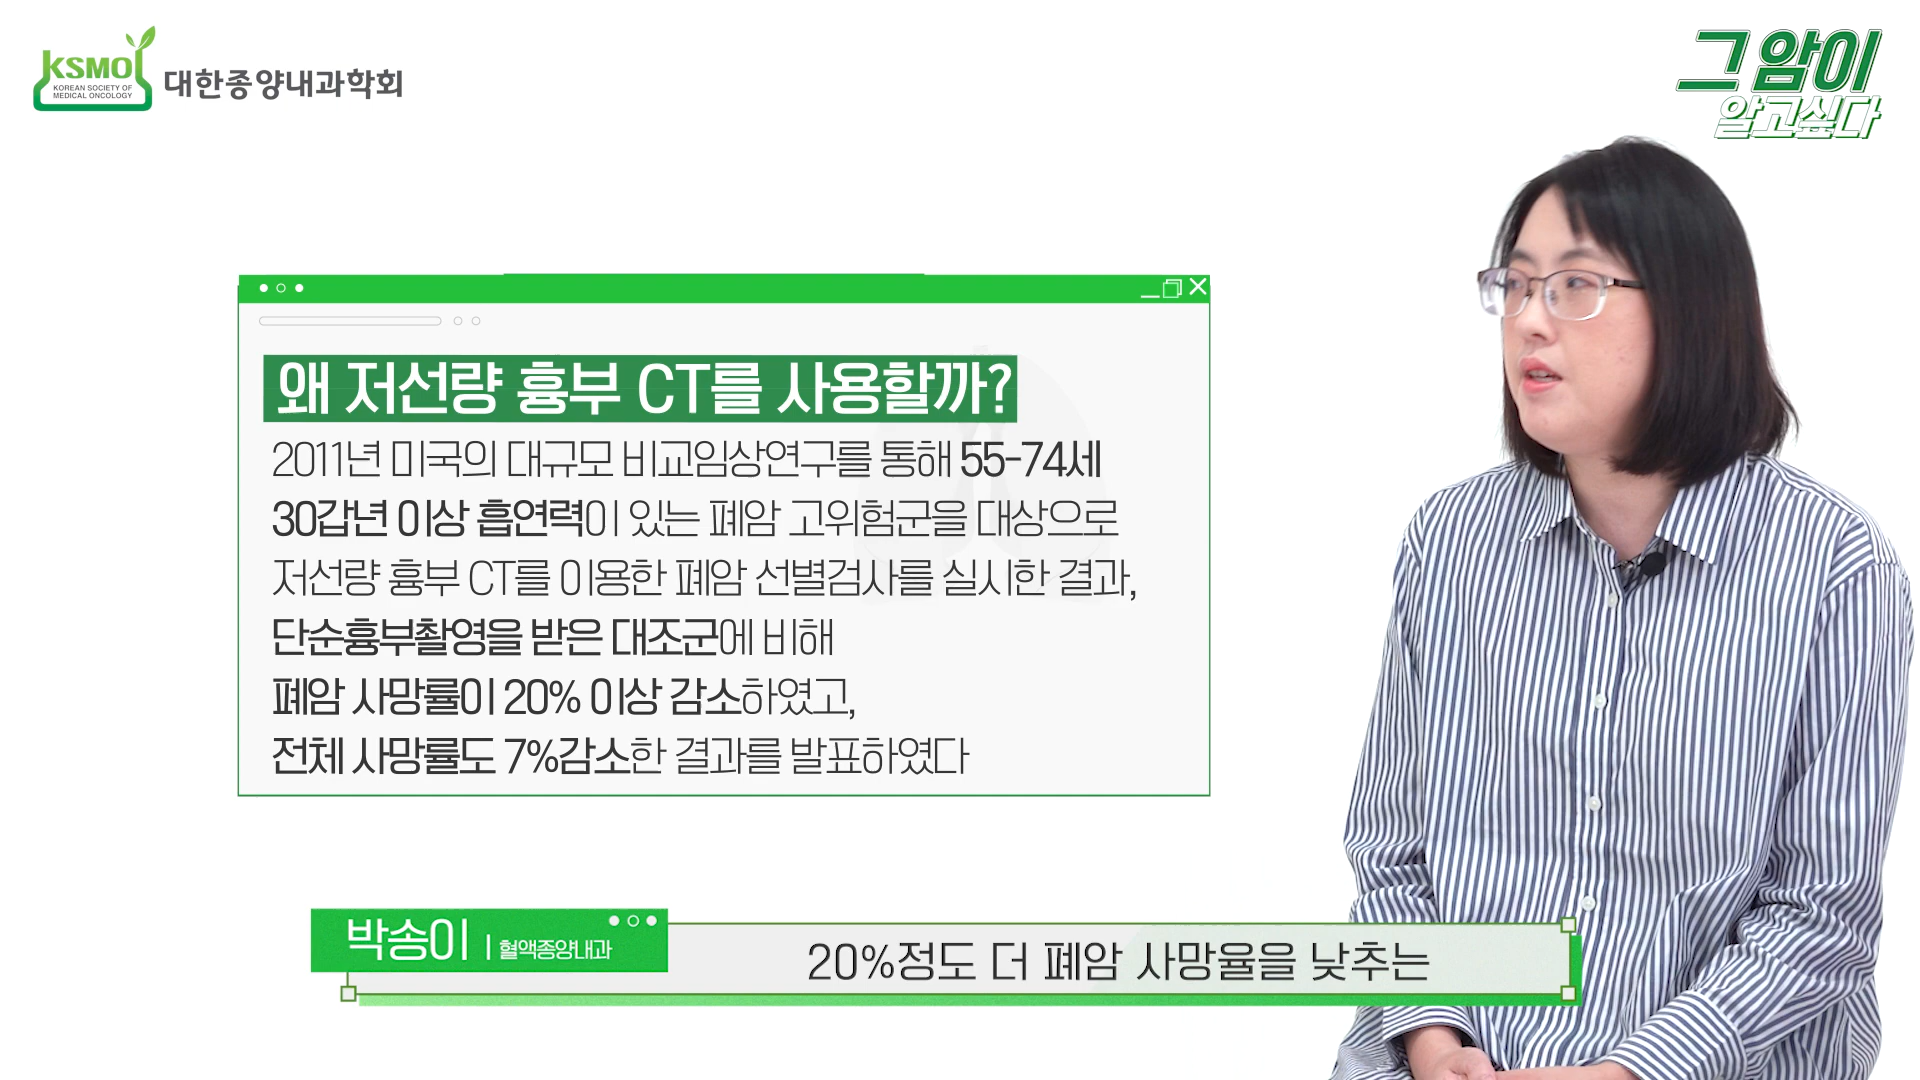 KSMO
KOREAN SOCIETY OF
MEDICAL ONCOLOGY
대한종양내과학회
그 암이
알고싶다
왜 저선량 흉부 CT를 사용할까?
2011년 미국의 대규모 비교임상연구를 통해 55-74세
30갑년 이상 흡연력이 있는 폐암 고위험군을 대상으로
저선량 흉부 CT를 이용한 폐암 선별검사를 실시한 결과,
단순흉부촬영을 받은 대조군에 비해
폐암 사망률이 20% 이상 감소하였고,
전체 사망률도 7%감소한 결과를 발표하였다
박송이 | 혈액종양내과
20%정도 더 폐암 사망율을 낮추는